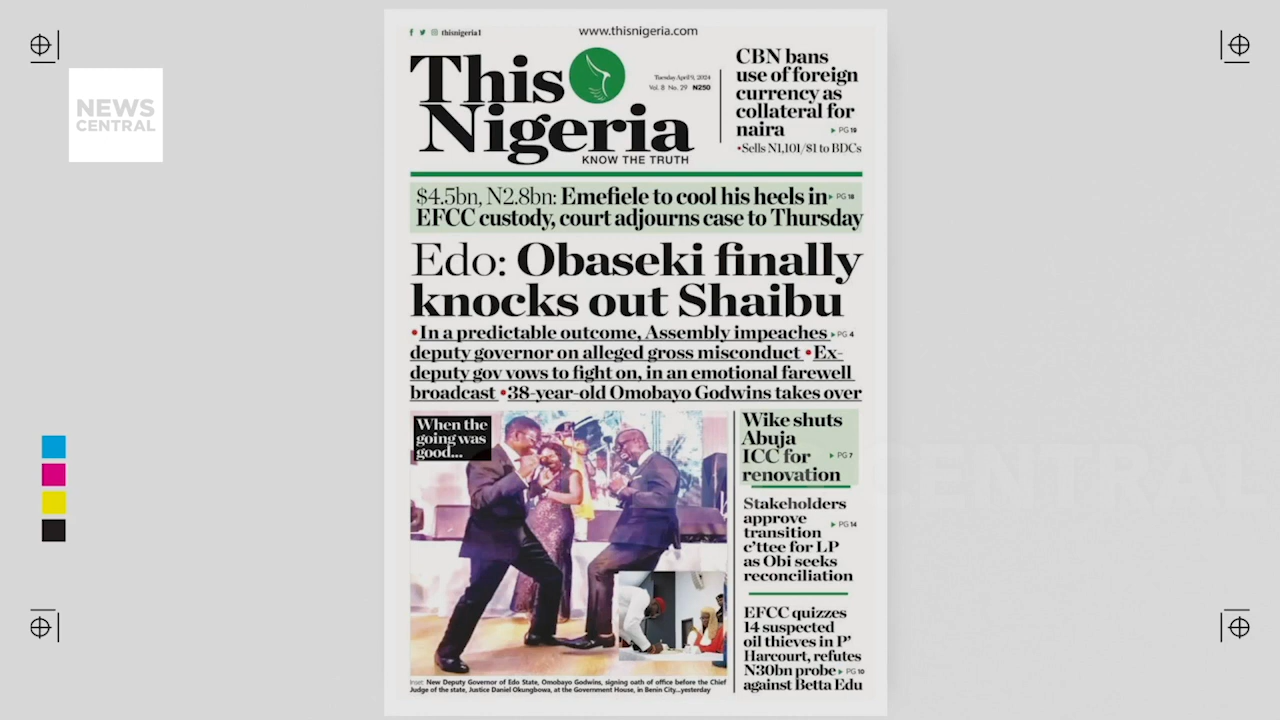 NEWS
CENTRAL
thisnigeria1
www.thisnigeria.com
This
Nigeria
KNOW THE TRUTH
Tuesday April 9, 2024
Vol. 8 No. 29 N250
CBN bans
use of foreign
currency as
collateral for
naira PG 19
•Sells N1,101/$1 to BDCs
$4.5bn, N2.8bn: Emefiele to cool his heels in PG 18
EFCC custody, court adjourns case to Thursday
Edo: Obaseki finally
knocks out Shaibu
•In a predictable outcome, Assembly impeaches PG 4
deputy governor on alleged gross misconduct •Ex-
deputy gov vows to fight on, in an emotional farewell
broadcast •38-year-old Omobayo Godwins takes over
When the
going was
good...
Inset: New Deputy Governor of Edo State, Omobayo Godwins, signing oath of office before the Chief
Judge of the state, Justice Daniel Okungbowa, at the Government House, in Benin City...yesterday
Wike shuts
Abuja
ICC for PG 7
renovation
Stakeholders
approve
transition PG 14
c'ttee for LP
as Obi seeks
reconciliation
EFCC quizzes
14 suspected
oil thieves in P'
Harcourt, refutes
N30bn probe PG 10
against Betta Edu
CENTRAL